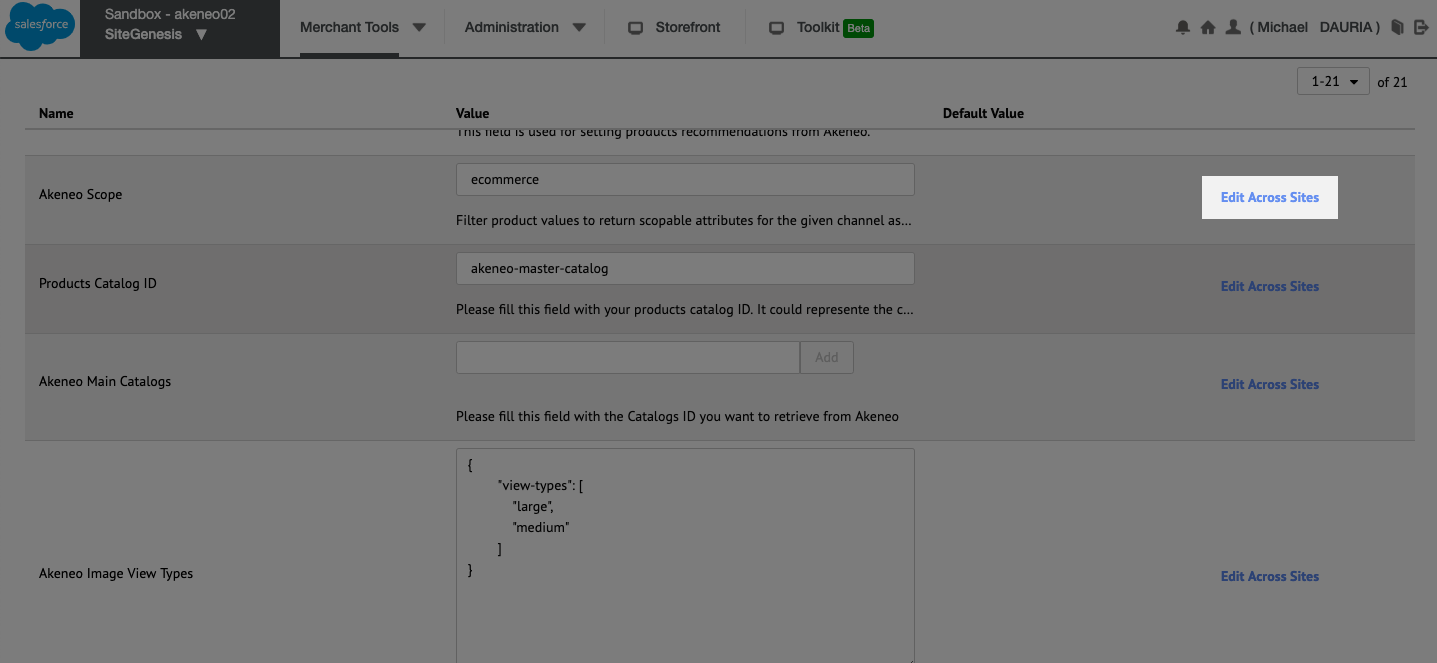 salesforce
Sandbox - akeneo02
SiteGenesis ▼
Merchant Tools
Administration
Storefront
Toolkit Beta
( Michael DAURIA )
1-21 of 21
Name Value Default Value
This field is used for setting products recommendations from Akeneo.
Akeneo Scope
ecommerce
Filter product values to return scopable attributes for the given channel as...
Edit Across Sites
Products Catalog ID
akeneo-master-catalog
Please fill this field with your products catalog ID. It could represente the c...
Edit Across Sites
Akeneo Main Catalogs
Add
Please fill this field with the Catalogs ID you want to retrieve from Akeneo
Edit Across Sites
Akeneo Image View Types
{
"view-types": [
"large",
"medium"
]
}
Edit Across Sites